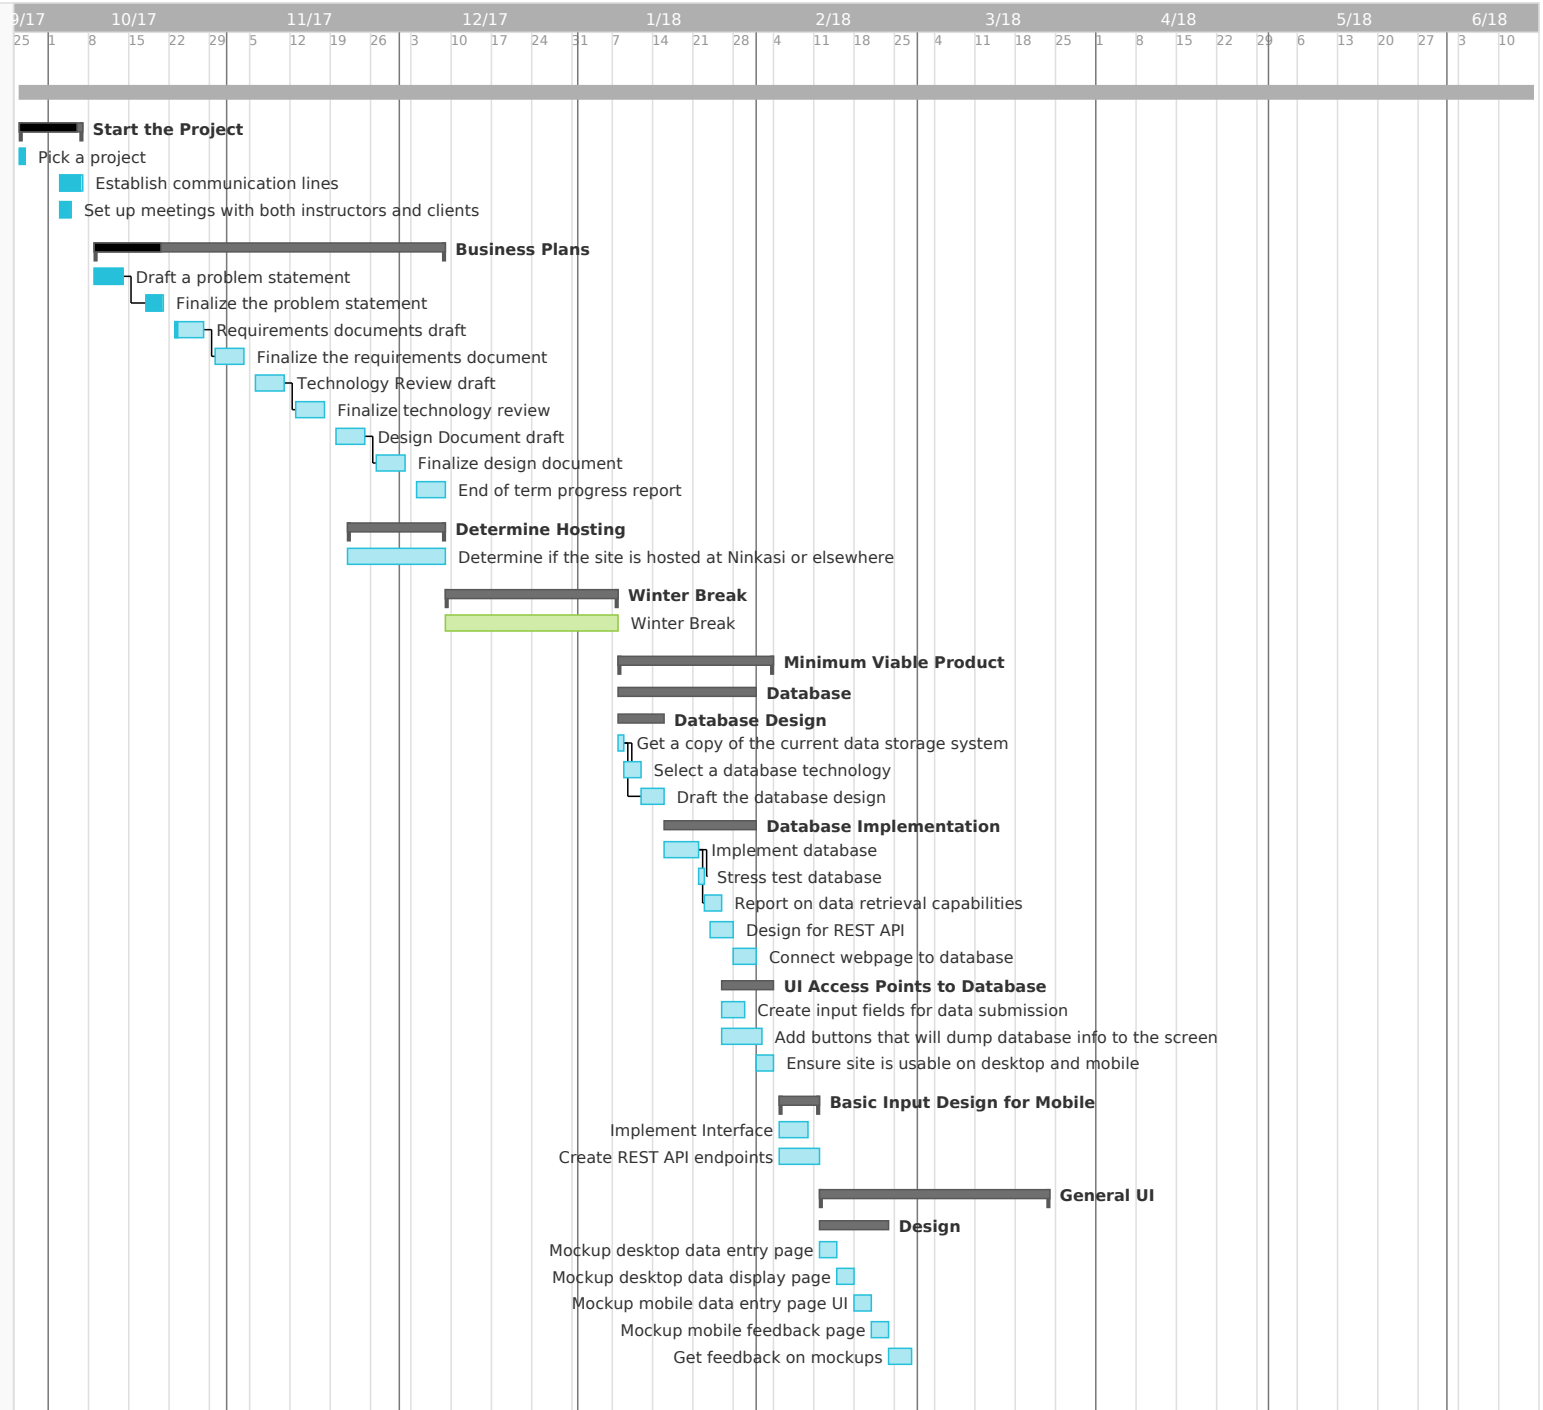 9/17 10/17 11/17 12/17 1/18 2/18 3/18 4/18 5/18 6/18
25 1 8 15 22 29 5 12 19 26 3 10 17 24 31 7 14 21 28 4 11 18 25 4 11 18 25 1 8 15 22 29 6 13 20 27 3 10
Start the Project
Pick a project
Establish communication lines
Set up meetings with both instructors and clients
Business Plans
Draft a problem statement
Finalize the problem statement
Requirements documents draft
Finalize the requirements document
Technology Review draft
Finalize technology review
Design Document draft
Finalize design document
End of term progress report
Determine Hosting
Determine if the site is hosted at Ninkasi or elsewhere
Winter Break
Winter Break
Minimum Viable Product
Database
Database Design
Get a copy of the current data storage system
Select a database technology
Draft the database design
Database Implementation
Implement database
Stress test database
Report on data retrieval capabilities
Design for REST API
Connect webpage to database
UI Access Points to Database
Create input fields for data submission
Add buttons that will dump database info to the screen
Ensure site is usable on desktop and mobile
Basic Input Design for Mobile
Implement Interface
Create REST API endpoints
General UI
Design
Mockup desktop data entry page
Mockup desktop data display page
Mockup mobile data entry page UI
Mockup mobile feedback page
Get feedback on mockups